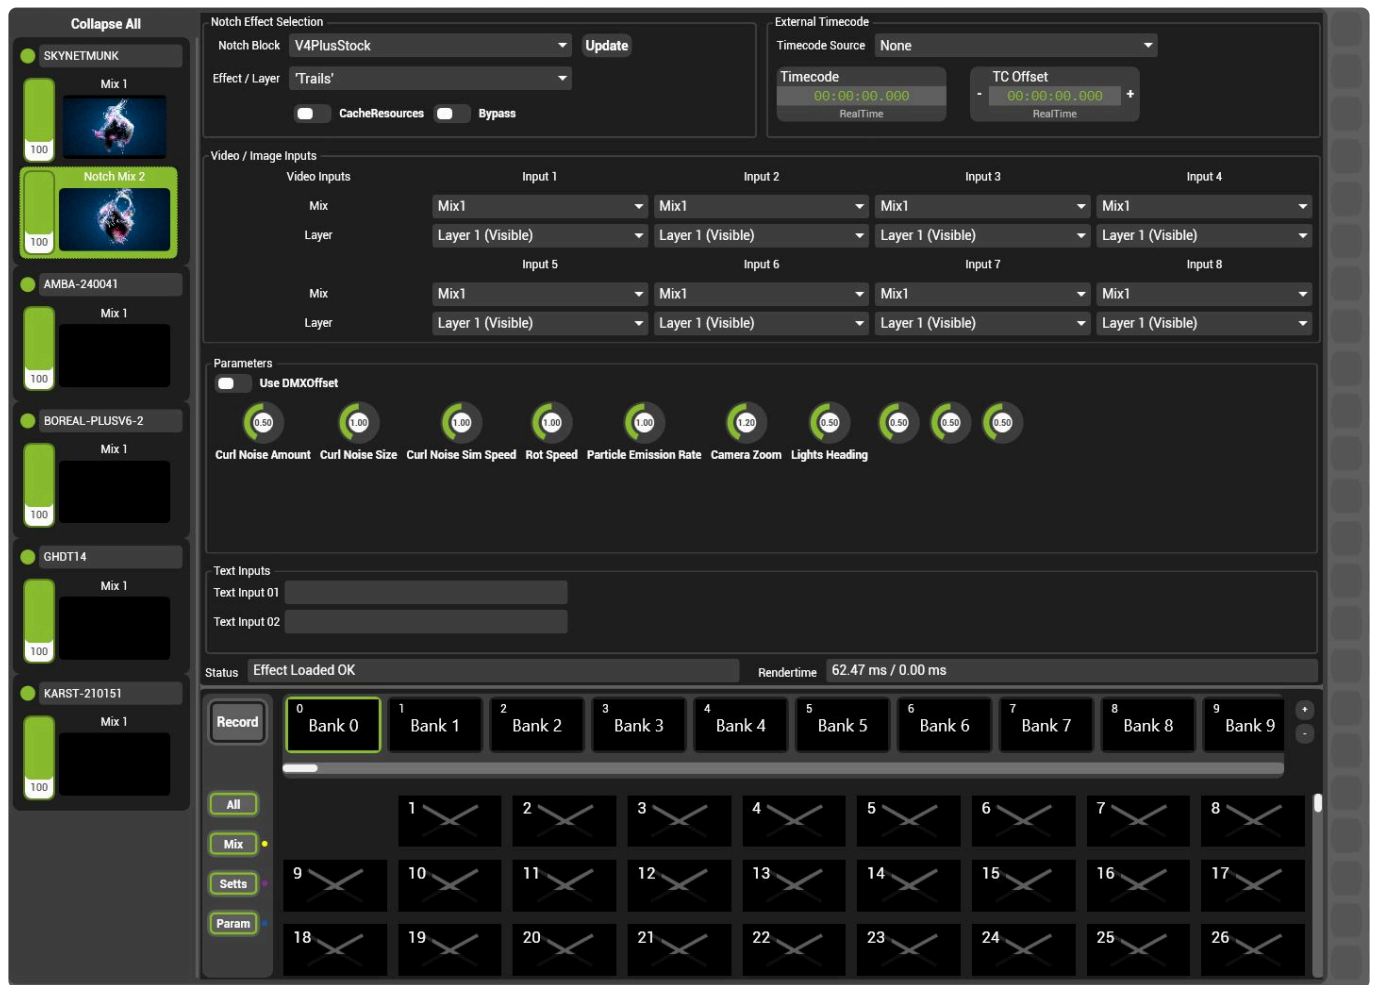 Collapse All
SKYNETMUNK
Mix 1
100
Notch Mix 2
100
AMBA-240041
Mix 1
100
BOREAL-PLUSV6-2
Mix 1
100
GHDT14
Mix 1
100
KARST-210151
Mix 1
100
Notch Effect Selection
Notch Block V4PlusStock Update
Effect / Layer 'Trails'
CacheResources Bypass
External Timecode
Timecode Source None
Timecode TC Offset
00:00:00.000 - 00:00:00.000 +
RealTime RealTime
Video / Image Inputs
Video Inputs Input 1 Input 2 Input 3 Input 4
Mix Mix1 Mix1 Mix1 Mix1
Layer Layer 1 (Visible) Layer 1 (Visible) Layer 1 (Visible) Layer 1 (Visible)
Input 5 Input 6 Input 7 Input 8
Mix Mix1 Mix1 Mix1 Mix1
Layer Layer 1 (Visible) Layer 1 (Visible) Layer 1 (Visible) Layer 1 (Visible)
Parameters
Use DMXOffset
0.50 1.00 1.00 1.00 1.00 1.20 0.50 0.50 0.50 0.50
Curl Noise Amount Curl Noise Size Curl Noise Sim Speed Rot Speed Particle Emission Rate Camera Zoom Lights Heading
Text Inputs
Text Input 01
Text Input 02
Status Effect Loaded OK Rendertime 62.47 ms / 0.00 ms
Record
0 1 2 3 4 5 6 7 8 9 +
Bank 0 Bank 1 Bank 2 Bank 3 Bank 4 Bank 5 Bank 6 Bank 7 Bank 8 Bank 9
-
All
Mix
Setts
Param
1 2 3 4 5 6 7 8
9 10 11 12 13 14 15 16 17
18 19 20 21 22 23 24 25 26